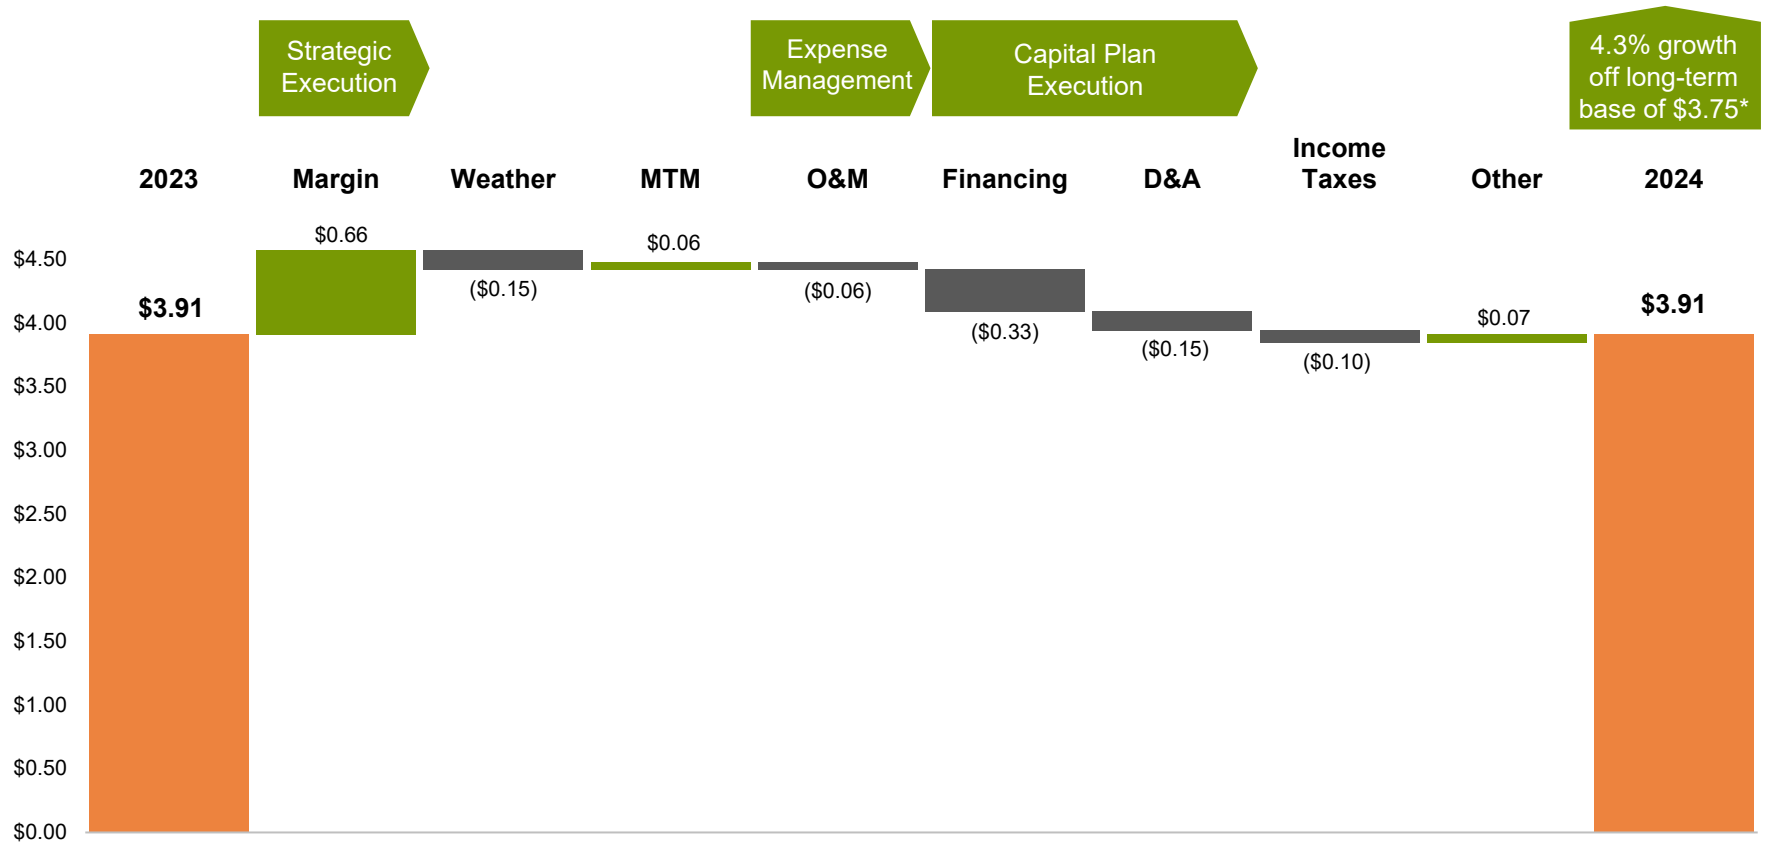 Strategic
Execution
Expense
Management
Capital Plan
Execution
4.3% growth
off long-term
base of $3.75*
2023
Margin
Weather
MTM
O&M
Financing
D&A
Income
Taxes
Other
2024
$4.50
$4.00
$3.50
$3.00
$2.50
$2.00
$1.50
$1.00
$0.50
$0.00
$3.91
$0.66
($0.15)
$0.06
($0.06)
($0.33)
($0.15)
($0.10)
$0.07
$3.91